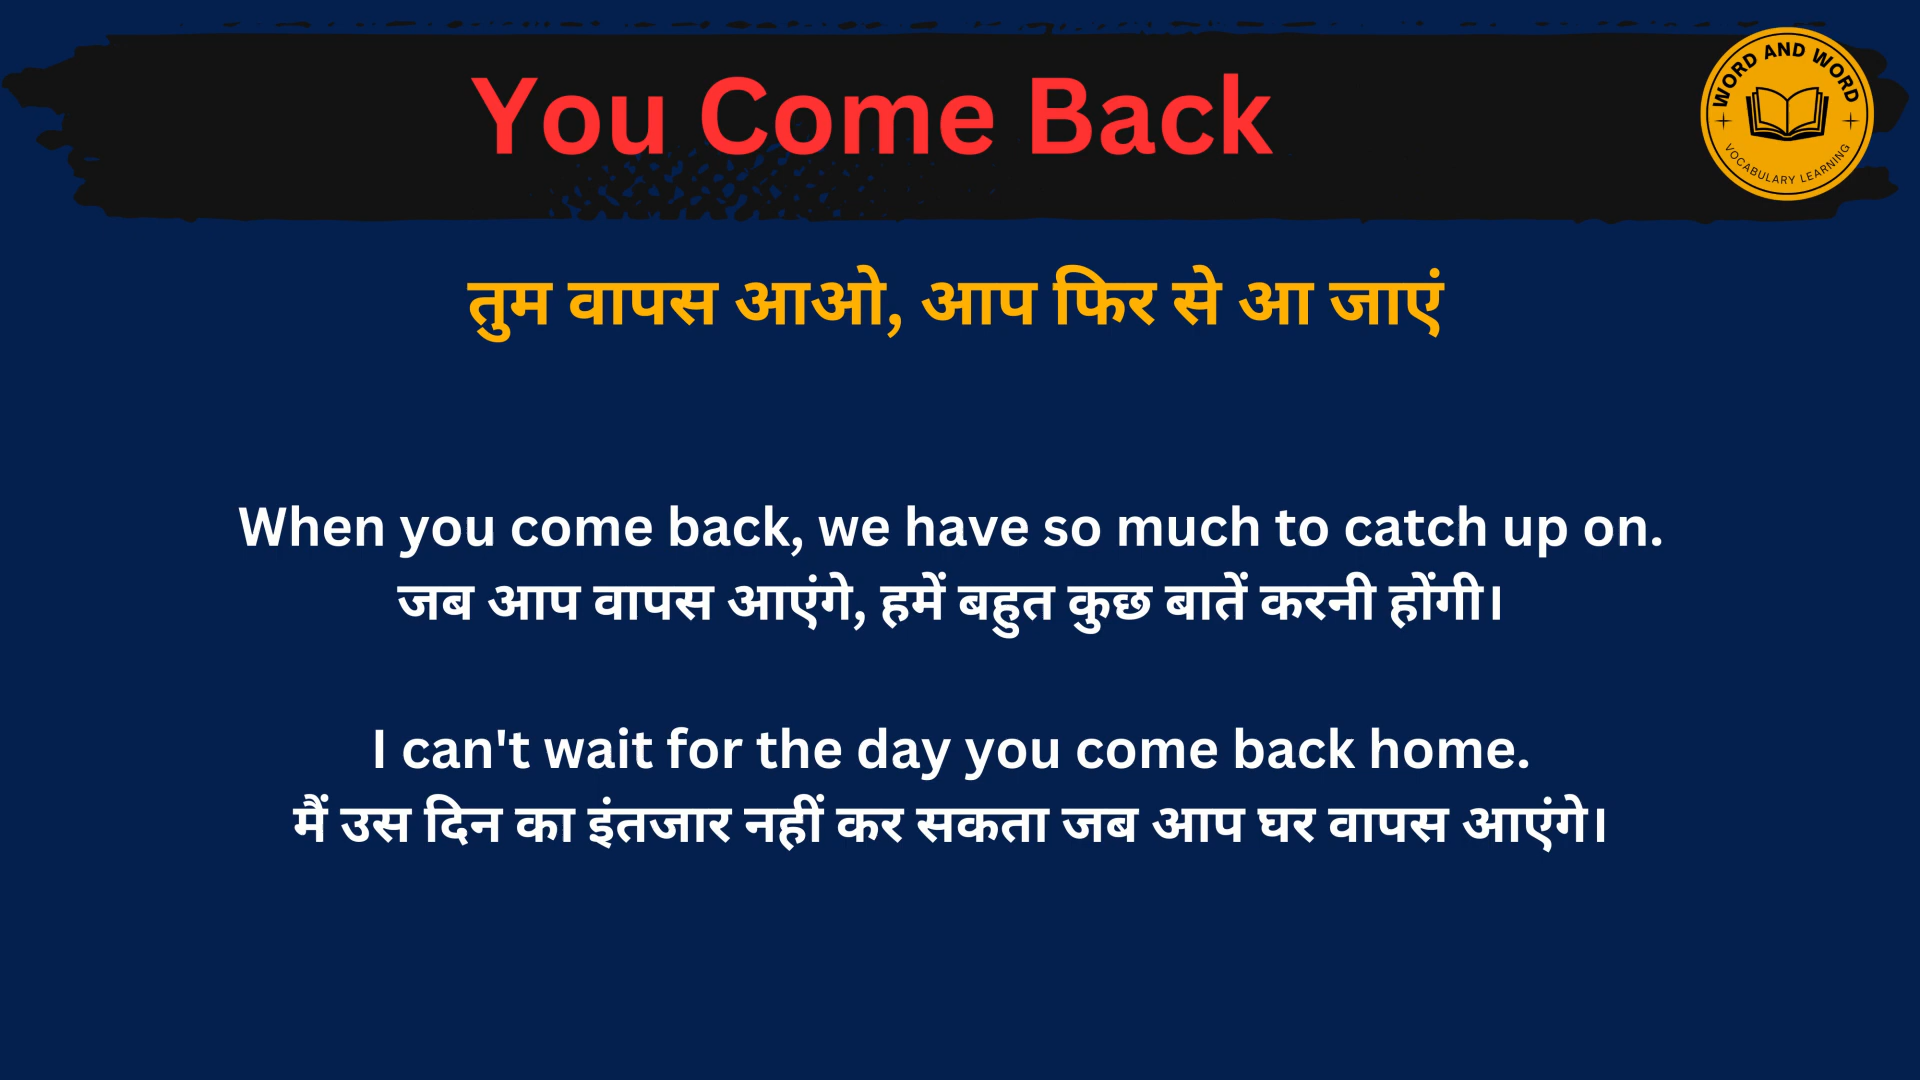 You Come Back
WORD AND WORD
VOCABULARY LEARNING
तुम वापस आओ, आप फिर से आ जाएं
When you come back, we have so much to catch up on.
जब आप वापस आएंगे, हमें बहुत कुछ बातें करनी होंगी।
I can't wait for the day you come back home.
मैं उस दिन का इंतजार नहीं कर सकता जब आप घर वापस आएंगे।